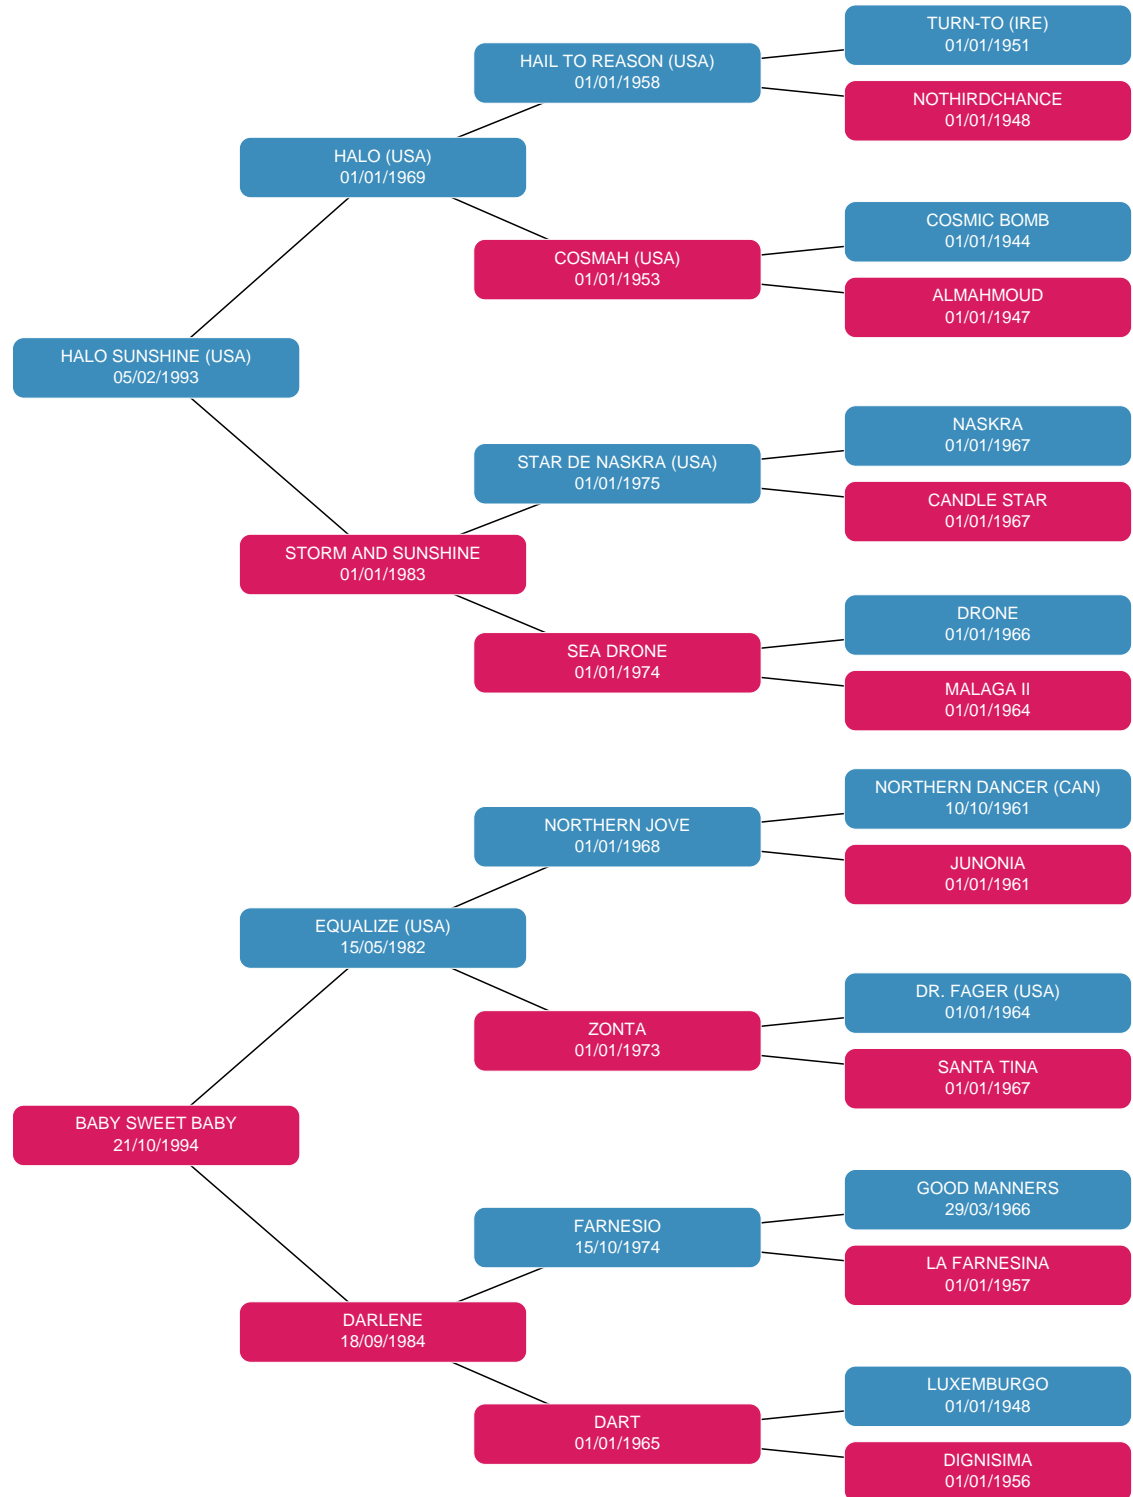 TURN-TO (IRE)
01/01/1951
HAIL TO REASON (USA)
01/01/1958
NOTHIRDCHANCE
01/01/1948
HALO (USA)
01/01/1969
COSMIC BOMB
01/01/1944
COSMAH (USA)
01/01/1953
ALMAHMOUD
01/01/1947
HALO SUNSHINE (USA)
05/02/1993
NASKRA
01/01/1967
STAR DE NASKRA (USA)
01/01/1975
CANDLE STAR
01/01/1967
STORM AND SUNSHINE
01/01/1983
DRONE
01/01/1966
SEA DRONE
01/01/1974
MALAGA II
01/01/1964
NORTHERN DANCER (CAN)
10/10/1961
NORTHERN JOVE
01/01/1968
JUNONIA
01/01/1961
EQUALIZE (USA)
15/05/1982
DR. FAGER (USA)
01/01/1964
ZONTA
01/01/1973
SANTA TINA
01/01/1967
BABY SWEET BABY
21/10/1994
GOOD MANNERS
29/03/1966
FARNESIO
15/10/1974
LA FARNESINA
01/01/1957
DARLENE
18/09/1984
LUXEMBURGO
01/01/1948
DART
01/01/1965
DIGNISIMA
01/01/1956